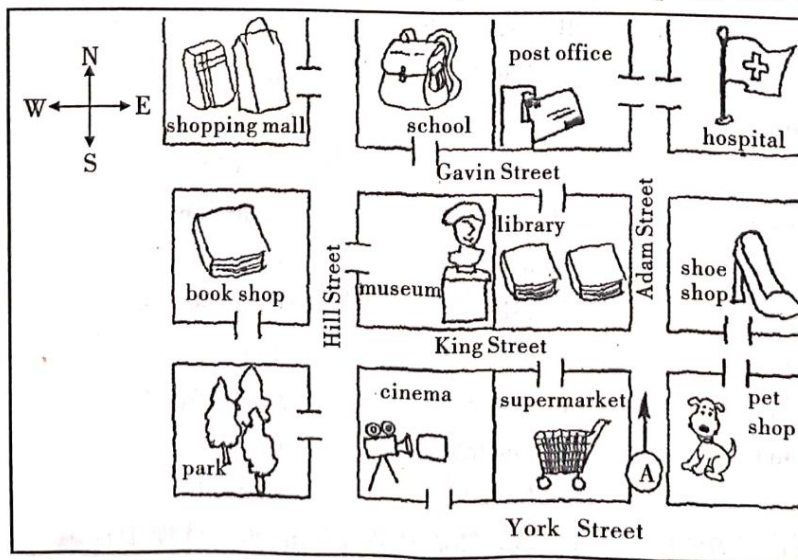 N
W E
S
shopping mall
school
post office
hospital
Gavin Street
book shop
Hill Street
museum
library
Adam Street
shoe
shop
King Street
park
cinema
supermarket
A
pet
shop
York Street